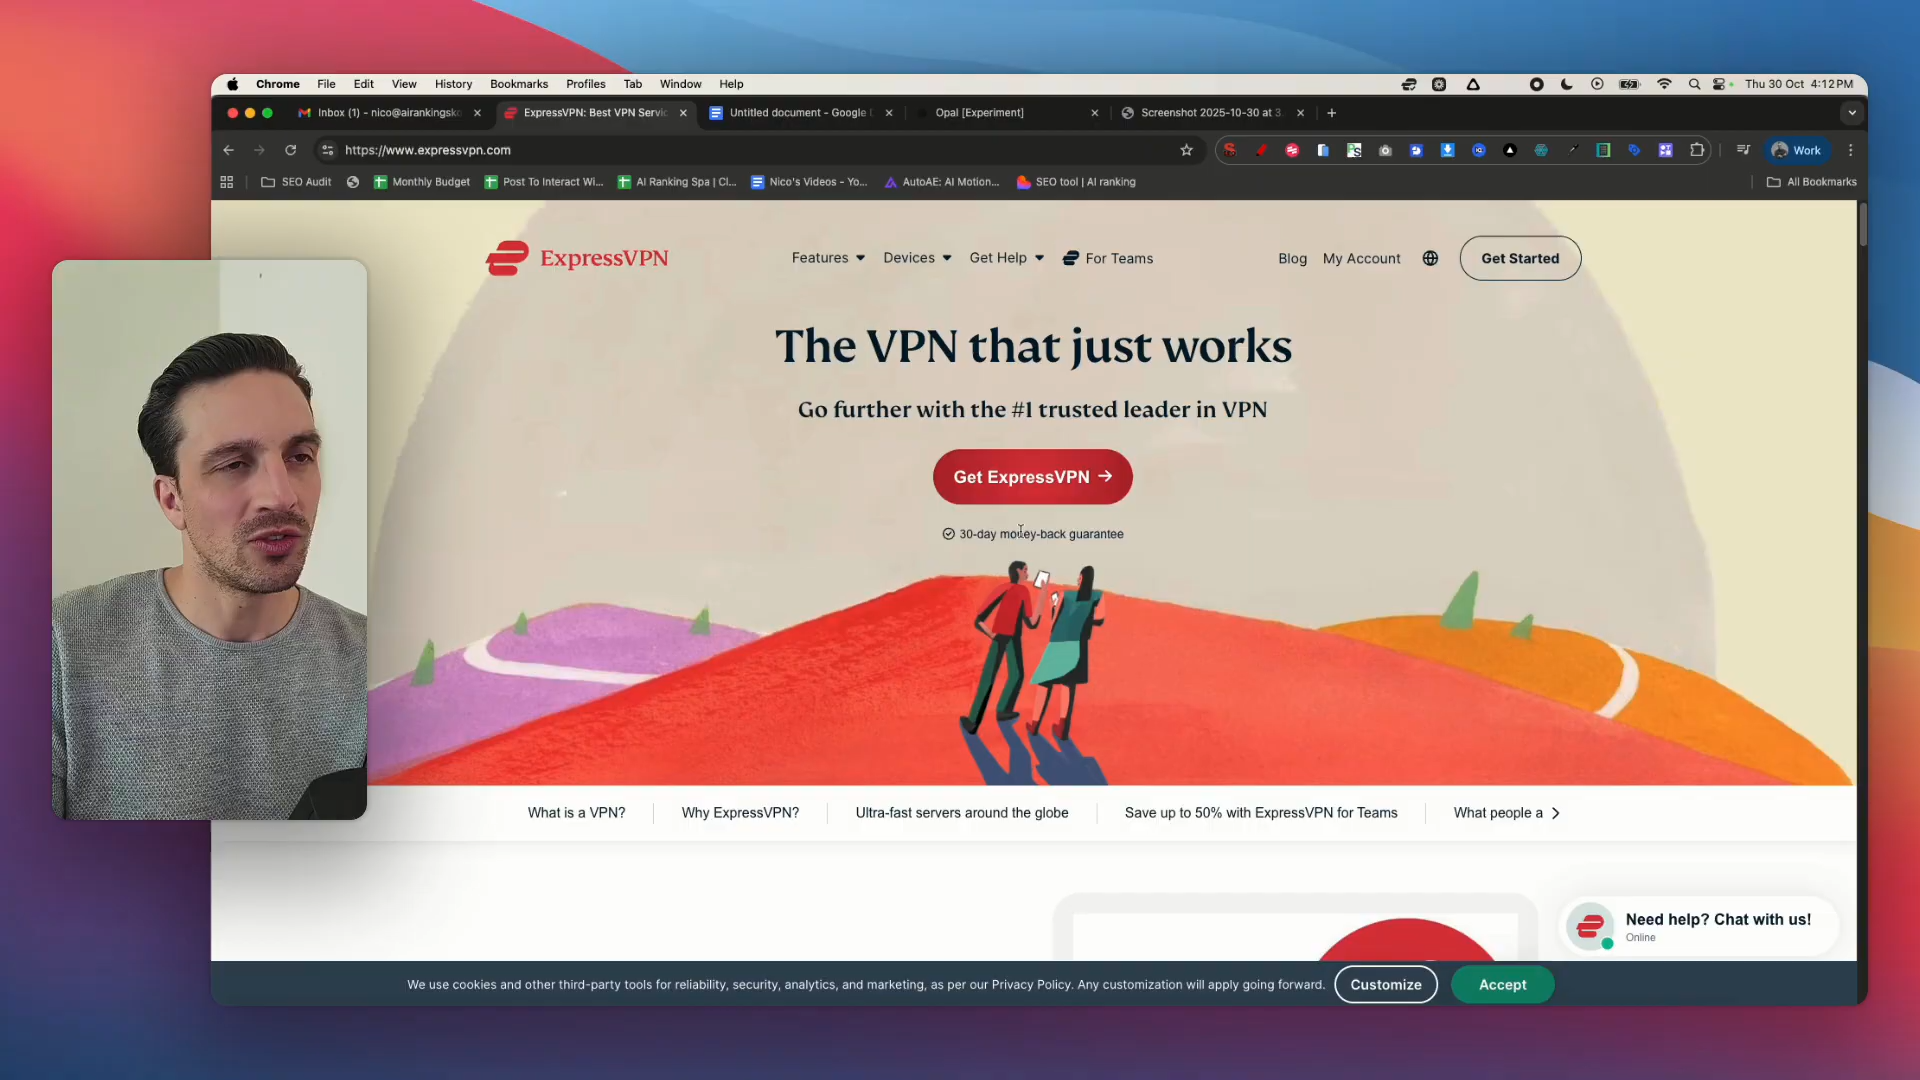 Chrome File Edit View History Bookmarks Profiles Tab Window Help Thu 30 Oct 4:12 PM
Inbox (1) - nico@airankingsk
ExpressVPN: Best VPN Servic
Untitled document - Google D
Opal [Experiment]
Screenshot 2025-10-30 at 3.
https://www.expressvpn.com
Work
SEO Audit
Monthly Budget
Post To Interact Wi...
AI Ranking Spa | Cl...
Nico's Videos - Yo...
AutoAE: AI Motion...
SEO tool | AI ranking
All Bookmarks
ExpressVPN
Features Devices Get Help For Teams
Blog My Account Get Started
The VPN that just works
Go further with the #1 trusted leader in VPN
Get ExpressVPN →
30-day money-back guarantee
What is a VPN? Why ExpressVPN? Ultra-fast servers around the globe Save up to 50% with ExpressVPN for Teams What people a
Need help? Chat with us!
Online
We use cookies and other third-party tools for reliability, security, analytics, and marketing, as per our Privacy Policy. Any customization will apply going forward. Customize Accept